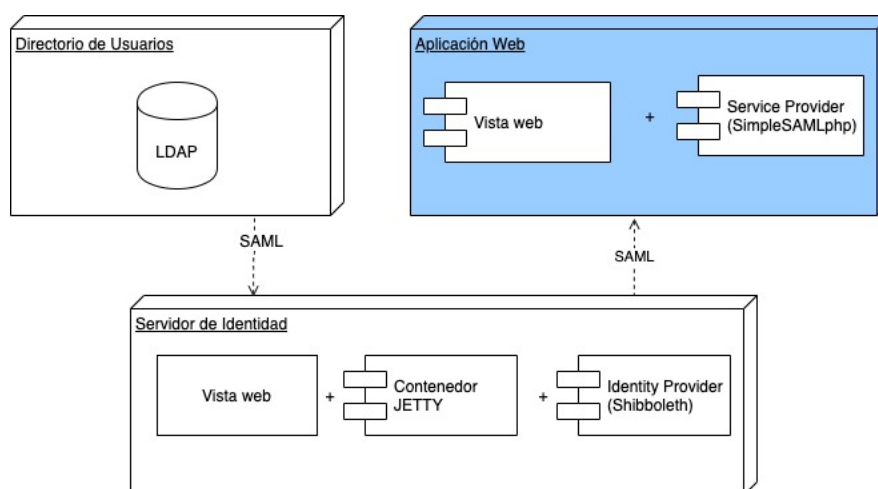 Directorio de Usuarios
LDAP
Aplicación Web
Vista web
+
Service Provider
(SimpleSAMLphp)
SAML
SAML
Servidor de Identidad
Vista web
+
Contenedor
JETTY
+
Identity Provider
(Shibboleth)